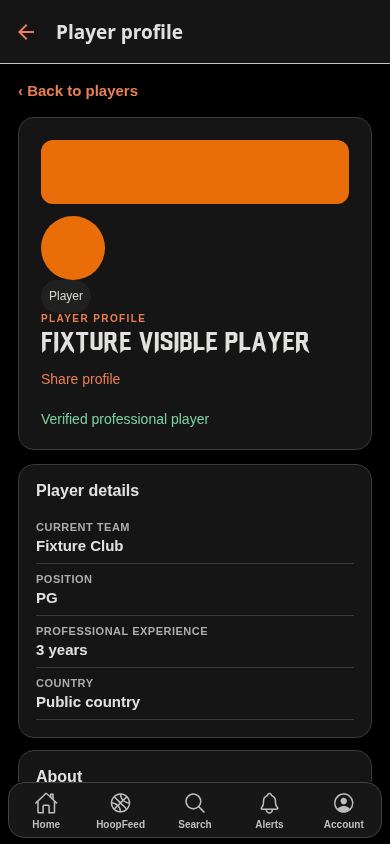 Player profile
‹ Back to players
Player
PLAYER PROFILE
FIXTURE VISIBLE PLAYER
Share profile
Verified professional player
Player details
CURRENT TEAM
Fixture Club
POSITION
PG
PROFESSIONAL EXPERIENCE
3 years
COUNTRY
Public country
About
Home HoopFeed Search Alerts Account